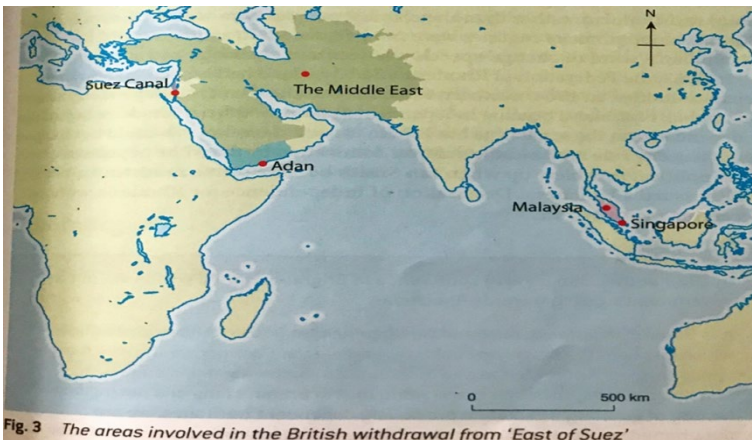 N
Suez Canal
The Middle East
Adan
Malaysia
Singapore
0 500 km
Fig. 3 The areas involved in the British withdrawal from 'East of Suez'